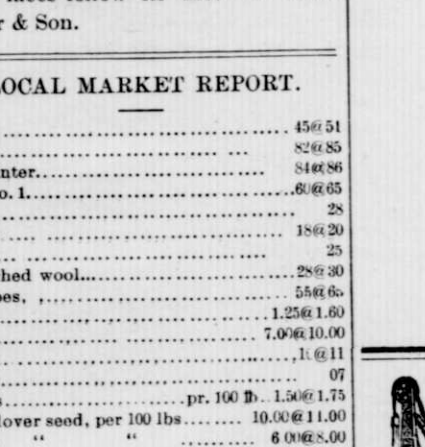 r & Son.
OCAL MARKET REPORT.
45@51
82@85
nter 84@86
o. 1. 60@65
28
18@20
25
hed wool 28@30
oes, 55@65
1.25@1.60
7.00@10.00
@11
07
s pr. 100 lb.. 1.50@1.75
lover seed, per 100 lbs 10.00@11.00
" " 6 00@8.00